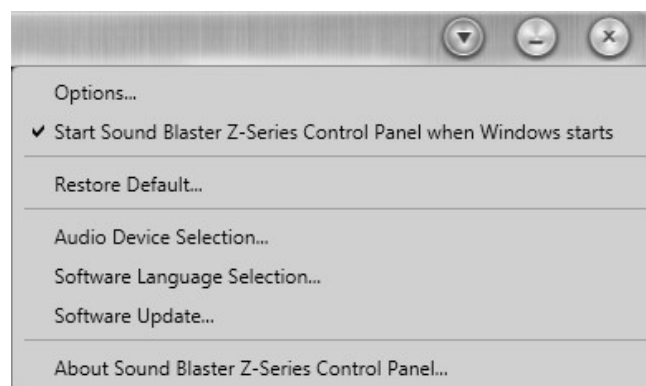 Options...
Start Sound Blaster Z-Series Control Panel when Windows starts
Restore Default...
Audio Device Selection...
Software Language Selection...
Software Update...
About Sound Blaster Z-Series Control Panel...